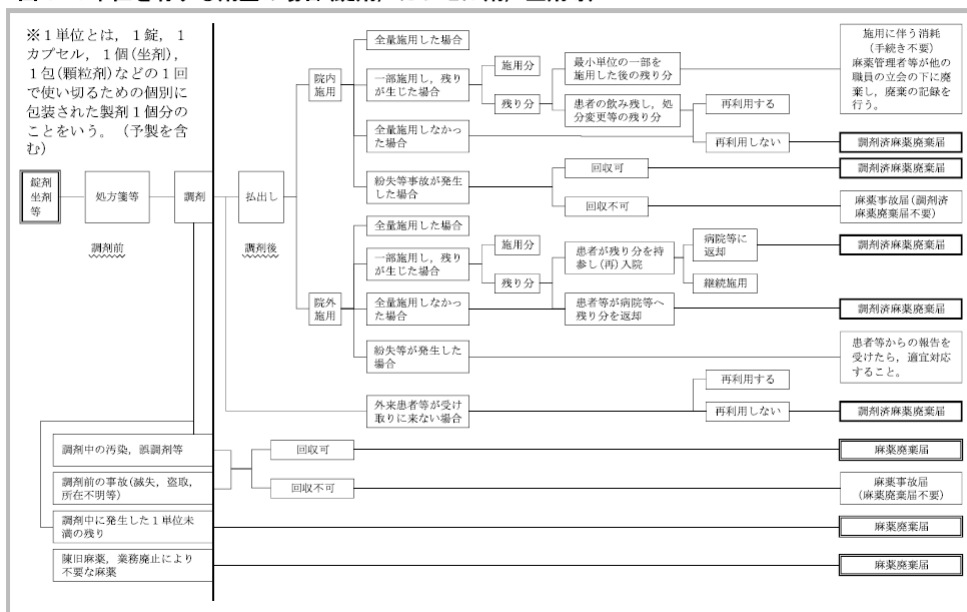 ※1単位とは，1錠，1
カプセル，1個(坐剤)，
1包(顆粒剤)などの1回
で使い切るための個別に
包装された製剤1個分の
ことをいう。（予製を含
む）
錠剤
坐剤
等
処方箋等
調剤
払出し
調剤前
調剤後
院内
施用
全量施用した場合
一部施用し，残り
が生じた場合
施用分
残り分
最小単位の一部を
施用した後の残り分
患者の飲み残し，処
分変更等の残り分
施用に伴う消耗
(手続き不要)
麻薬管理者等が他の
職員の立会の下に廃
棄し，廃棄の記録を
行う。
全量施用しなかっ
た場合
再利用する
再利用しない
調剤済麻薬廃棄届
紛失等事故が発生
した場合
回収可
調剤済麻薬廃棄届
回収不可
麻薬事故届(調剤済
麻薬廃棄届不要)
院外
施用
全量施用した場合
一部施用し，残り
が生じた場合
施用分
残り分
患者が残り分を持
参し(再)入院
病院等に
返却
調剤済麻薬廃棄届
継続施用
全量施用しなかっ
た場合
患者等が病院等へ
残り分を返却
調剤済麻薬廃棄届
紛失等が発生した
場合
患者等からの報告を
受けたら，適宜対応
すること。
外来患者等が受け
取りに来ない場合
再利用する
再利用しない
調剤済麻薬廃棄届
調剤中の汚染，誤調剤等
回収可
麻薬廃棄届
調剤前の事故(滅失，盗取，
所在不明等)
回収不可
麻薬事故届
(麻薬廃棄届不要)
調剤中に発生した1単位未
満の残り
麻薬廃棄届
陳旧麻薬，業務廃止により
不要な麻薬
麻薬廃棄届